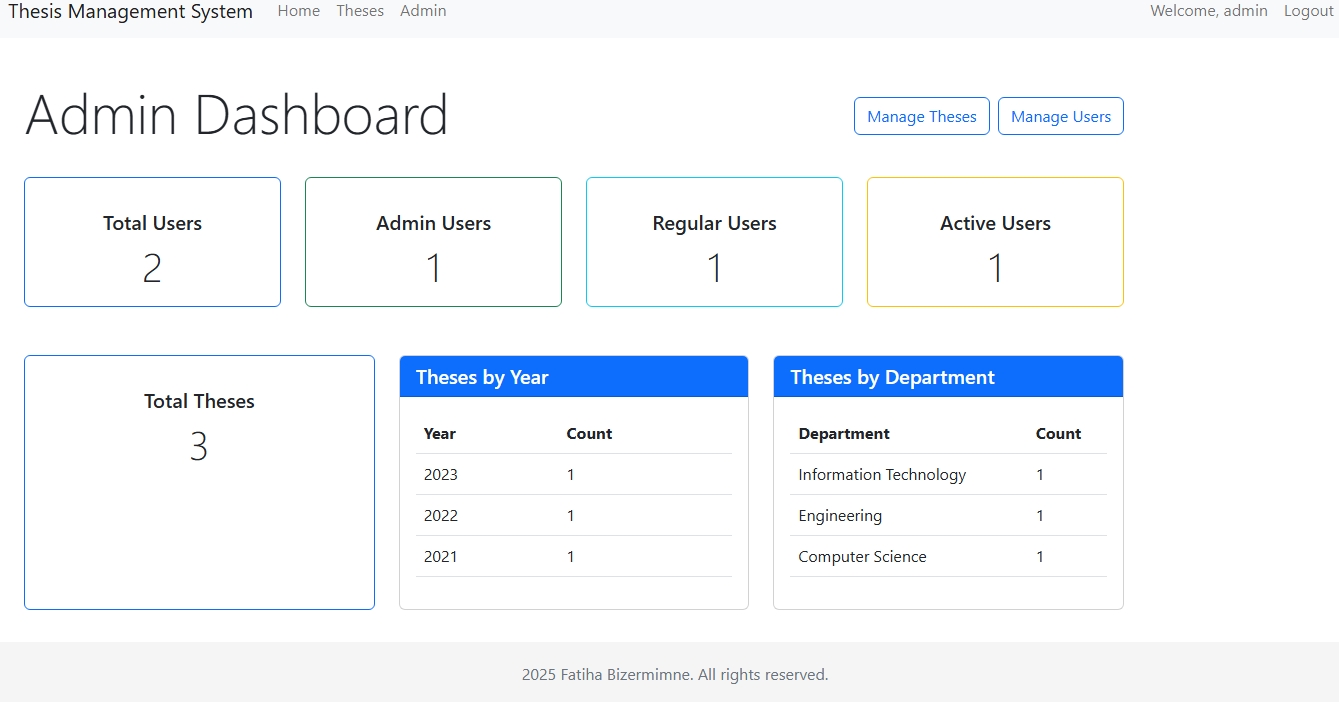 Thesis Management System Home Theses Admin Welcome, admin Logout
Admin Dashboard
Manage Theses Manage Users
Total Users
2
Admin Users
1
Regular Users
1
Active Users
1
Total Theses
3
Theses by Year
Year Count
2023 1
2022 1
2021 1
Theses by Department
Department Count
Information Technology 1
Engineering 1
Computer Science 1
2025 Fatiha Bizermimne. All rights reserved.